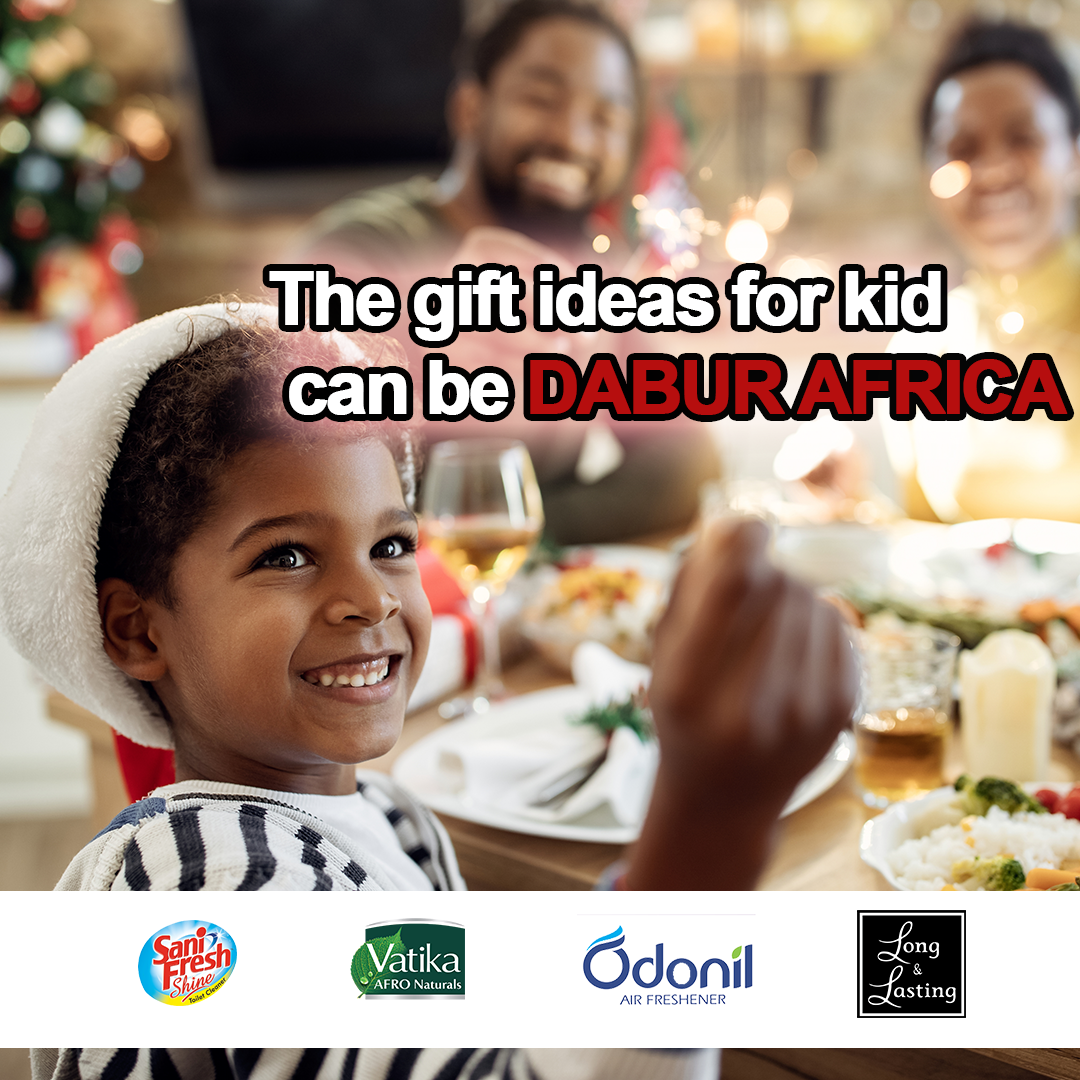 The gift ideas for kid
can be DABUR AFRICA
Sani
Fresh
Shine
Toilet Cleaner
Vatika
AFRO Naturals
Odonil
AIR FRESHENER
Long
&
Lasting